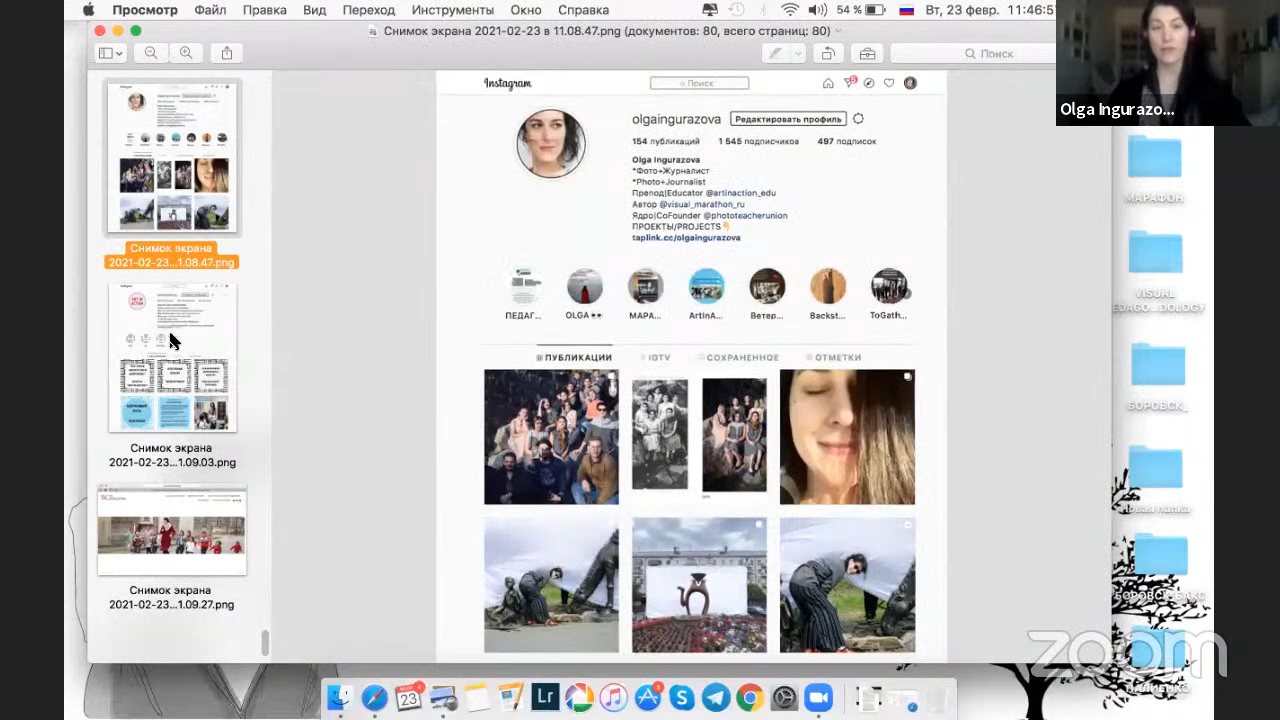 Просмотр Файл Правка Вид Переход Инструменты Окно Справка 54 % Вт, 23 февр. 11:46:5
Снимок экрана 2021-02-23 в 11.08.47.png (документов: 80, всего страниц: 80)
Поиск
Olga Ingurazo...
Instagram
Поиск
olgaingurazova Редактировать профиль
154 публикаций 1 545 подписчиков 497 подписок
Olga Ingurazova
*Фото+Журналист
*Photo+Journalist
Препод|Educator @artinaction_edu
Автор @visual_marathon_ru
Ядро|CoFounder @phototeacherunion
ПРОЕКТЫ/PROJECTS
taplink.cc/olgaingurazova
ПЕДАГ... ArtinA... Ветер... Backst...
ПУБЛИКАЦИИ IGTV СОХРАНЕННОЕ ОТМЕТКИ
Снимок экрана
2021-02-23...1.08.47.png
Снимок экрана
2021-02-23...1.09.03.png
Снимок экрана
2021-02-23...1.09.27.png
МАРАФОН
VISUAL
БОРОВСК_
Новая папка
zoom
Lr